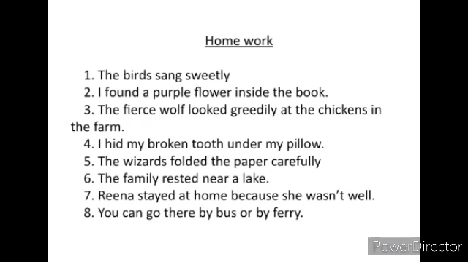 Home work
1. The birds sang sweetly
2. I found a purple flower inside the book.
3. The fierce wolf looked greedily at the chickens in
the farm.
4. I hid my broken tooth under my pillow.
5. The wizards folded the paper carefully
6. The family rested near a lake.
7. Reena stayed at home because she wasn't well.
8. You can go there by bus or by ferry.
PowerDirector